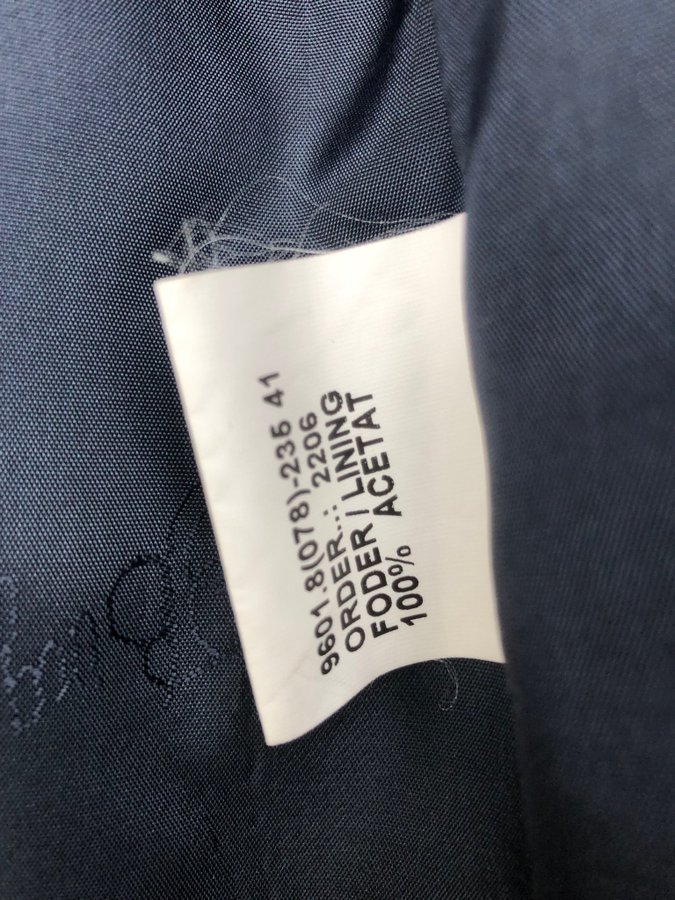 9601.8(078)-235 41
ORDER..: 2206
FODER / LINING
100% ACETAT